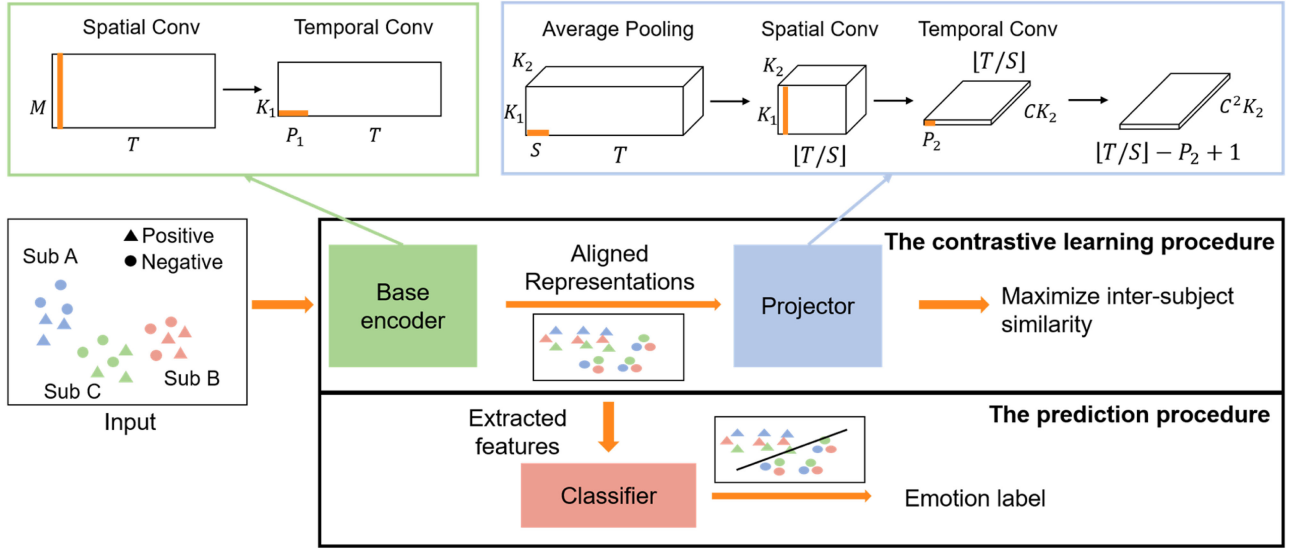 Spatial Conv
Temporal Conv
M
T
K₁
P₁
T
Average Pooling
Spatial Conv
Temporal Conv
K₂
K₁
S
T
K₂
K₁
⌊T/S⌋
⌊T/S⌋
CK₂
P₂
C²K₂
⌊T/S⌋ − P₂ + 1
Sub A
Positive
Negative
Sub C
Sub B
Input
Base
encoder
Aligned
Representations
Projector
The contrastive learning procedure
Maximize inter-subject
similarity
Extracted
features
The prediction procedure
Classifier
Emotion label